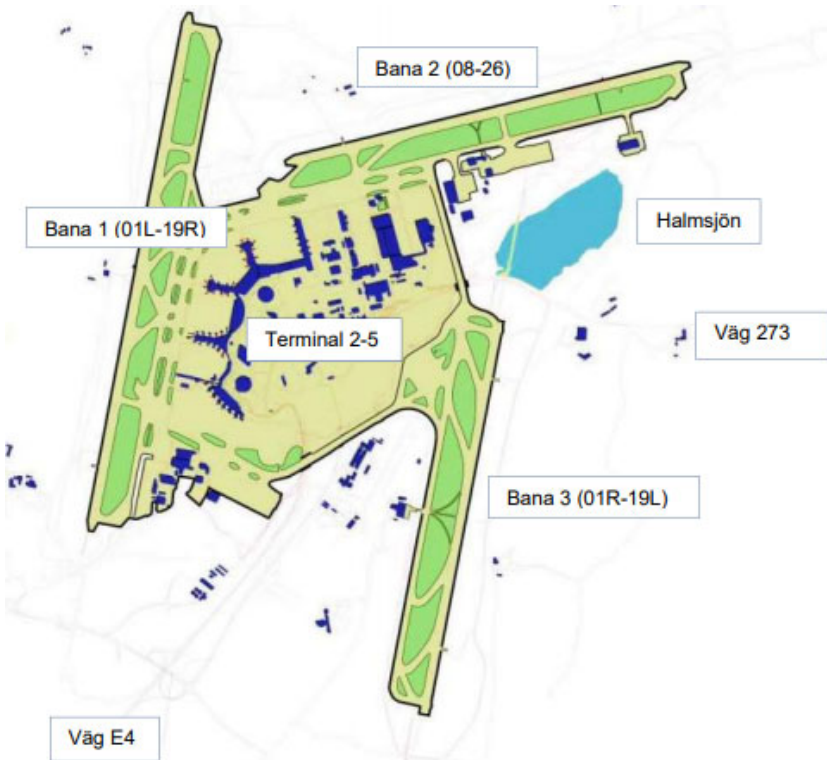 Bana 2 (08-26)
Bana 1 (01L-19R)
Halmsjön
Terminal 2-5
Väg 273
Bana 3 (01R-19L)
Väg E4